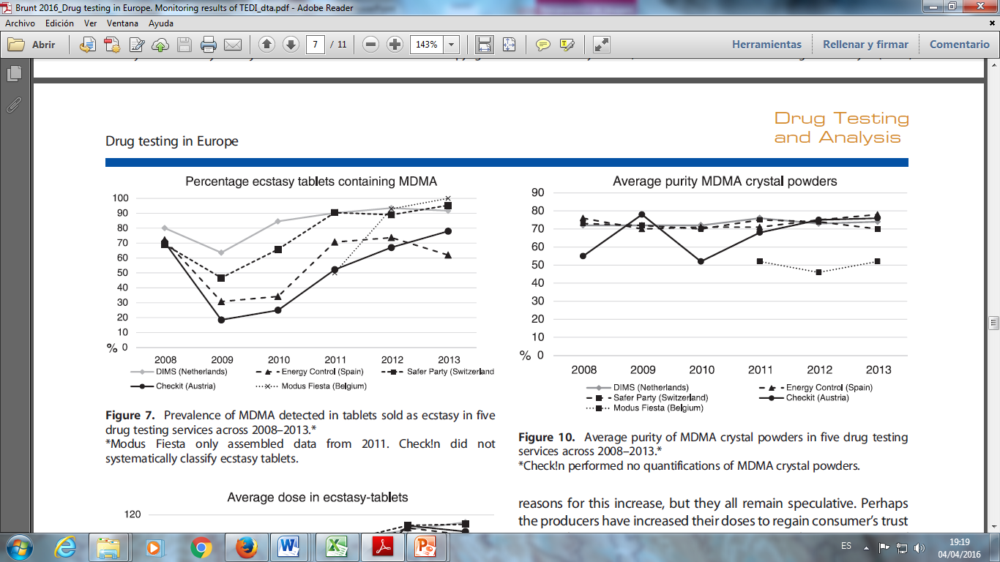 Brunt 2016_Drug testing in Europe. Monitoring results of TEDI_dta.pdf - Adobe Reader
Archivo Edición Ver Ventana Ayuda
Abrir 7 / 11 143% Herramientas Rellenar y firmar Comentario
Drug testing in Europe
Drug Testing
and Analysis
Percentage ecstasy tablets containing MDMA
100
90
80
70
60
50
40
30
20
10
% 0
2008 2009 2010 2011 2012 2013
DIMS (Netherlands) Energy Control (Spain) Safer Party (Switzerland
Checkit (Austria) Modus Fiesta (Belgium)
Figure 7. Prevalence of MDMA detected in tablets sold as ecstasy in five
drug testing services across 2008–2013.*
*Modus Fiesta only assembled data from 2011. Check!n did not
systematically classify ecstasy tablets.
Average dose in ecstasy-tablets
120
Average purity MDMA crystal powders
90
80
70
60
50
40
30
20
10
% 0
2008 2009 2010 2011 2012 2013
DIMS (Netherlands) Energy Control (Spain)
Safer Party (Switzerland) Checkit (Austria)
Modus Fiesta (Belgium)
Figure 10. Average purity of MDMA crystal powders in five drug testing
services across 2008–2013.*
*Check!n performed no quantifications of MDMA crystal powders.
reasons for this increase, but they all remain speculative. Perhaps
the producers have increased their doses to regain consumer's trust
ES 19:19
04/04/2016